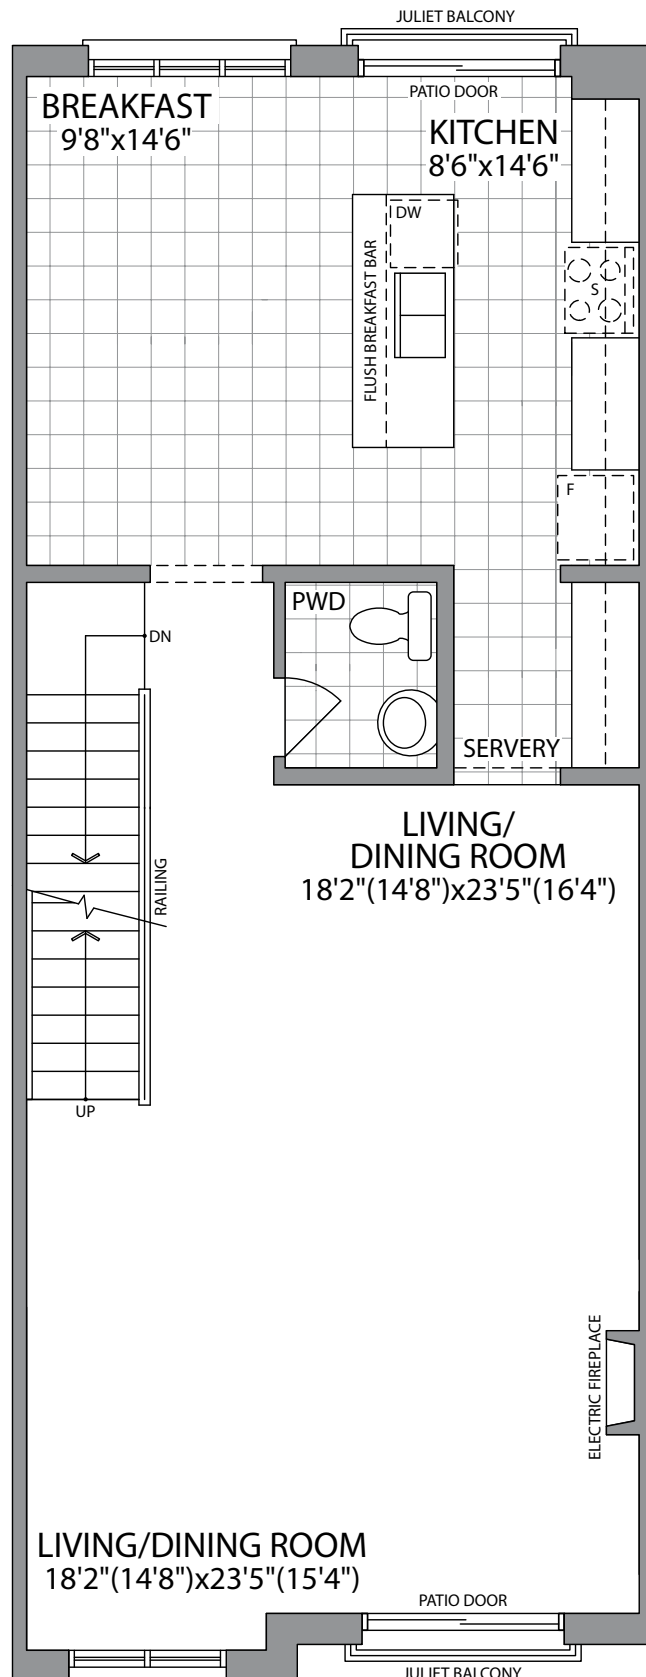 JULIET BALCONY
PATIO DOOR
BREAKFAST
9'8"x14'6"
KITCHEN
8'6"x14'6"
DW
FLUSH BREAKFAST BAR
S
F
PWD
DN
SERVERY
LIVING/
DINING ROOM
18'2"(14'8")x23'5"(16'4")
RAILING
UP
ELECTRIC FIREPLACE
LIVING/DINING ROOM
18'2"(14'8")x23'5"(15'4")
PATIO DOOR
JULIET BALCONY